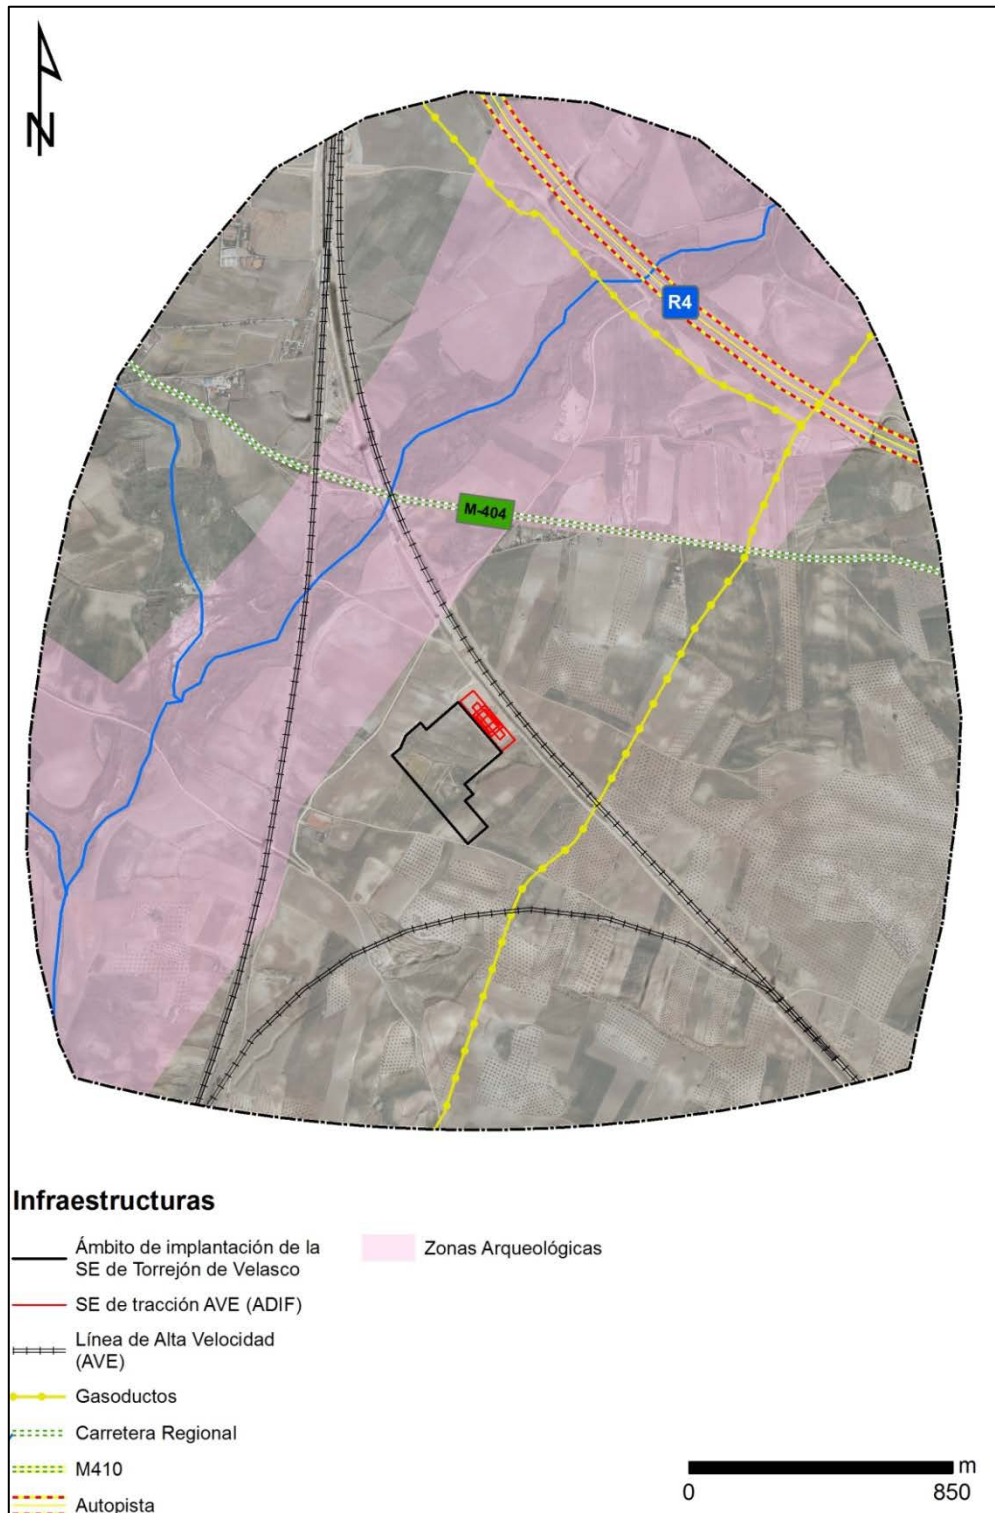 N
R4
M-404
Infraestructuras
Ámbito de implantación de la
SE de Torrejón de Velasco
Zonas Arqueológicas
SE de tracción AVE (ADIF)
Línea de Alta Velocidad
(AVE)
Gasoductos
Carretera Regional
M410
Autopista
m
0
850